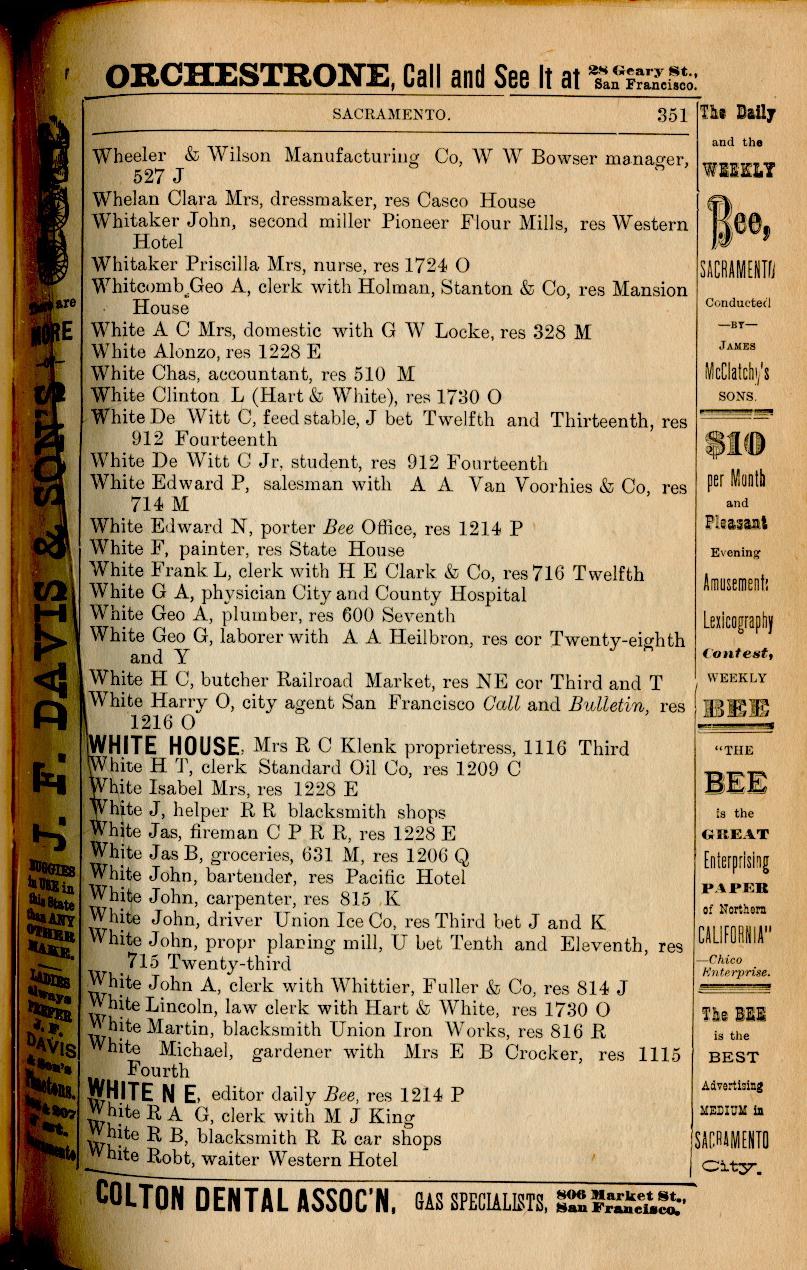 ORCHESTRONE, Call and See It at 28 Geary St., San Francisco.
SACRAMENTO. 351
Wheeler & Wilson Manufacturing Co, W W Bowser manager,
527 J
Whelan Clara Mrs, dressmaker, res Casco House
Whitaker John, second miller Pioneer Flour Mills, res Western
Hotel
Whitaker Priscilla Mrs, nurse, res 1724 O
Whitcomb Geo A, clerk with Holman, Stanton & Co, res Mansion
House
White A C Mrs, domestic with G W Locke, res 328 M
White Alonzo, res 1228 E
White Chas, accountant, res 510 M
White Clinton L (Hart & White), res 1730 O
White De Witt C, feed stable, J bet Twelfth and Thirteenth, res
912 Fourteenth
White De Witt C Jr, student, res 912 Fourteenth
White Edward P, salesman with A A Van Voorhies & Co, res
714 M
White Edward N, porter Bee Office, res 1214 P
White F, painter, res State House
White Frank L, clerk with H E Clark & Co, res 716 Twelfth
White G A, physician City and County Hospital
White Geo A, plumber, res 600 Seventh
White Geo G, laborer with A A Heilbron, res cor Twenty-eighth
and Y
White H C, butcher Railroad Market, res NE cor Third and T
White Harry O, city agent San Francisco Call and Bulletin, res
1216 O
WHITE HOUSE, Mrs R C Klenk proprietress, 1116 Third
White H T, clerk Standard Oil Co, res 1209 C
White Isabel Mrs, res 1228 E
White J, helper R R blacksmith shops
White Jas, fireman C P R R, res 1228 E
White Jas B, groceries, 631 M, res 1206 Q
White John, bartender, res Pacific Hotel
White John, carpenter, res 815 K
White John, driver Union Ice Co, res Third bet J and K
White John, propr planing mill, U bet Tenth and Eleventh, res
715 Twenty-third
White John A, clerk with Whittier, Fuller & Co, res 814 J
White Lincoln, law clerk with Hart & White, res 1730 O
White Martin, blacksmith Union Iron Works, res 816 R
White Michael, gardener with Mrs E B Crocker, res 1115
Fourth
WHITE N E, editor daily Bee, res 1214 P
White R A G, clerk with M J King
White R B, blacksmith R R car shops
White Robt, waiter Western Hotel
COLTON DENTAL ASSOC'N, GAS SPECIALISTS, 806 Market St., San Francisco.
The Daily
and the
WEEKLY
Bee,
SACRAMENTO
Conducted
—BY—
JAMES
McClatchy's
SONS.
$10
per Month
and
Pleasant
Evening
Amusement:
Lexicography
Contest,
WEEKLY
BEE
"THE
BEE
is the
GREAT
Enterprising
PAPER
of Northern
CALIFORNIA"
—Chico
Enterprise.
The BEE
is the
BEST
Advertising
MEDIUM in
SACRAMENTO
City.
are
MORE
J. F. DAVIS & SON'S
BUGGIES
in USE in
this State
than ANY
OTHER
MAKE.
LADIES
always
PREFER
J. F.
DAVIS
& Son's